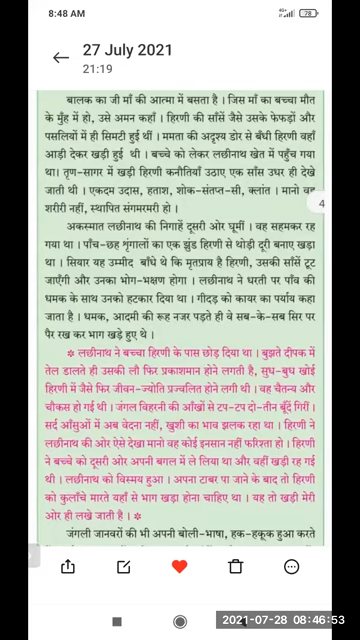 8:48 AM
4G+
78
27 July 2021
21:19
बालक का जी माँ की आत्मा में बसता है। जिस माँ का बच्चा मौत
के मुँह में हो, उसे अमन कहाँ। हिरणी की साँसें जैसे उसके फेफड़ों और
पसलियों में ही सिमटी हुई थीं। ममता की अदृश्य डोर से बँधी हिरणी वहाँ
आड़ी देकर खड़ी हुई थी। बच्चे को लेकर लछीनाथ खेत में पहुँच गया
था। तृण-सागर में खड़ी हिरणी कनौतियाँ उठाए एक साँस उधर ही देखे
जाती थी। एकदम उदास, हताश, शोक-संतप्त-सी, क्लांत। मानो वह
शरीरी नहीं, स्थापित संगमरमरी हो।
4
अकस्मात लछीनाथ की निगाहें दूसरी ओर घूमीं। वह सहमकर रह
गया था। पाँच-छह शृंगालों का एक झुंड हिरणी से थोड़ी दूरी बनाए खड़ा
था। सियार यह उम्मीद बाँधे थे कि मृतप्राय है हिरणी, उसकी साँसें टूट
जाएँगी और उनका भोग-भक्षण होगा। लछीनाथ ने धरती पर पाँव की
धमक के साथ उनको हटकार दिया था। गीदड़ को कायर का पर्याय कहा
जाता है। धमक, आदमी की रूह नजर पड़ते ही वे सब-के-सब सिर पर
पैर रख कर भाग खड़े हुए थे।
* लछीनाथ ने बच्चा हिरणी के पास छोड़ दिया था। बुझते दीपक में
तेल डालते ही उसकी लौ फिर प्रकाशमान होने लगती है, सुध-बुध खोई
हिरणी में जैसे फिर जीवन-ज्योति प्रज्वलित होने लगी थी। वह चैतन्य और
चौकस हो गई थी। जंगल विहरनी की आँखों से टप-टप दो-तीन बूँदें गिरीं।
सर्द आँसुओं में अब वेदना नहीं, खुशी का भाव झलक रहा था। हिरणी ने
लछीनाथ की ओर ऐसे देखा मानो वह कोई इनसान नहीं फरिश्ता हो। हिरणी
ने बच्चे को दूसरी ओर अपनी बगल में ले लिया था और वहीं खड़ी रह गई
थी। लछीनाथ को विस्मय हुआ। अपना टाबर पा जाने के बाद तो हिरणी
को कुलाँचे मारते यहाँ से भाग खड़ा होना चाहिए था। यह तो खड़ी मेरी
ओर ही लखे जाती है। *
जंगली जानवरों की भी अपनी बोली-भाषा, हक-हकूक हुआ करते
2021-07-28 08:46:53